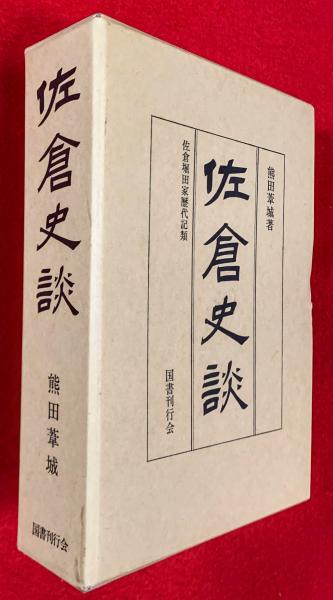 佐倉史談
熊田葦城
国書刊行会
熊田葦城著
佐倉史談
佐倉堀田家歴代記類
国書刊行会